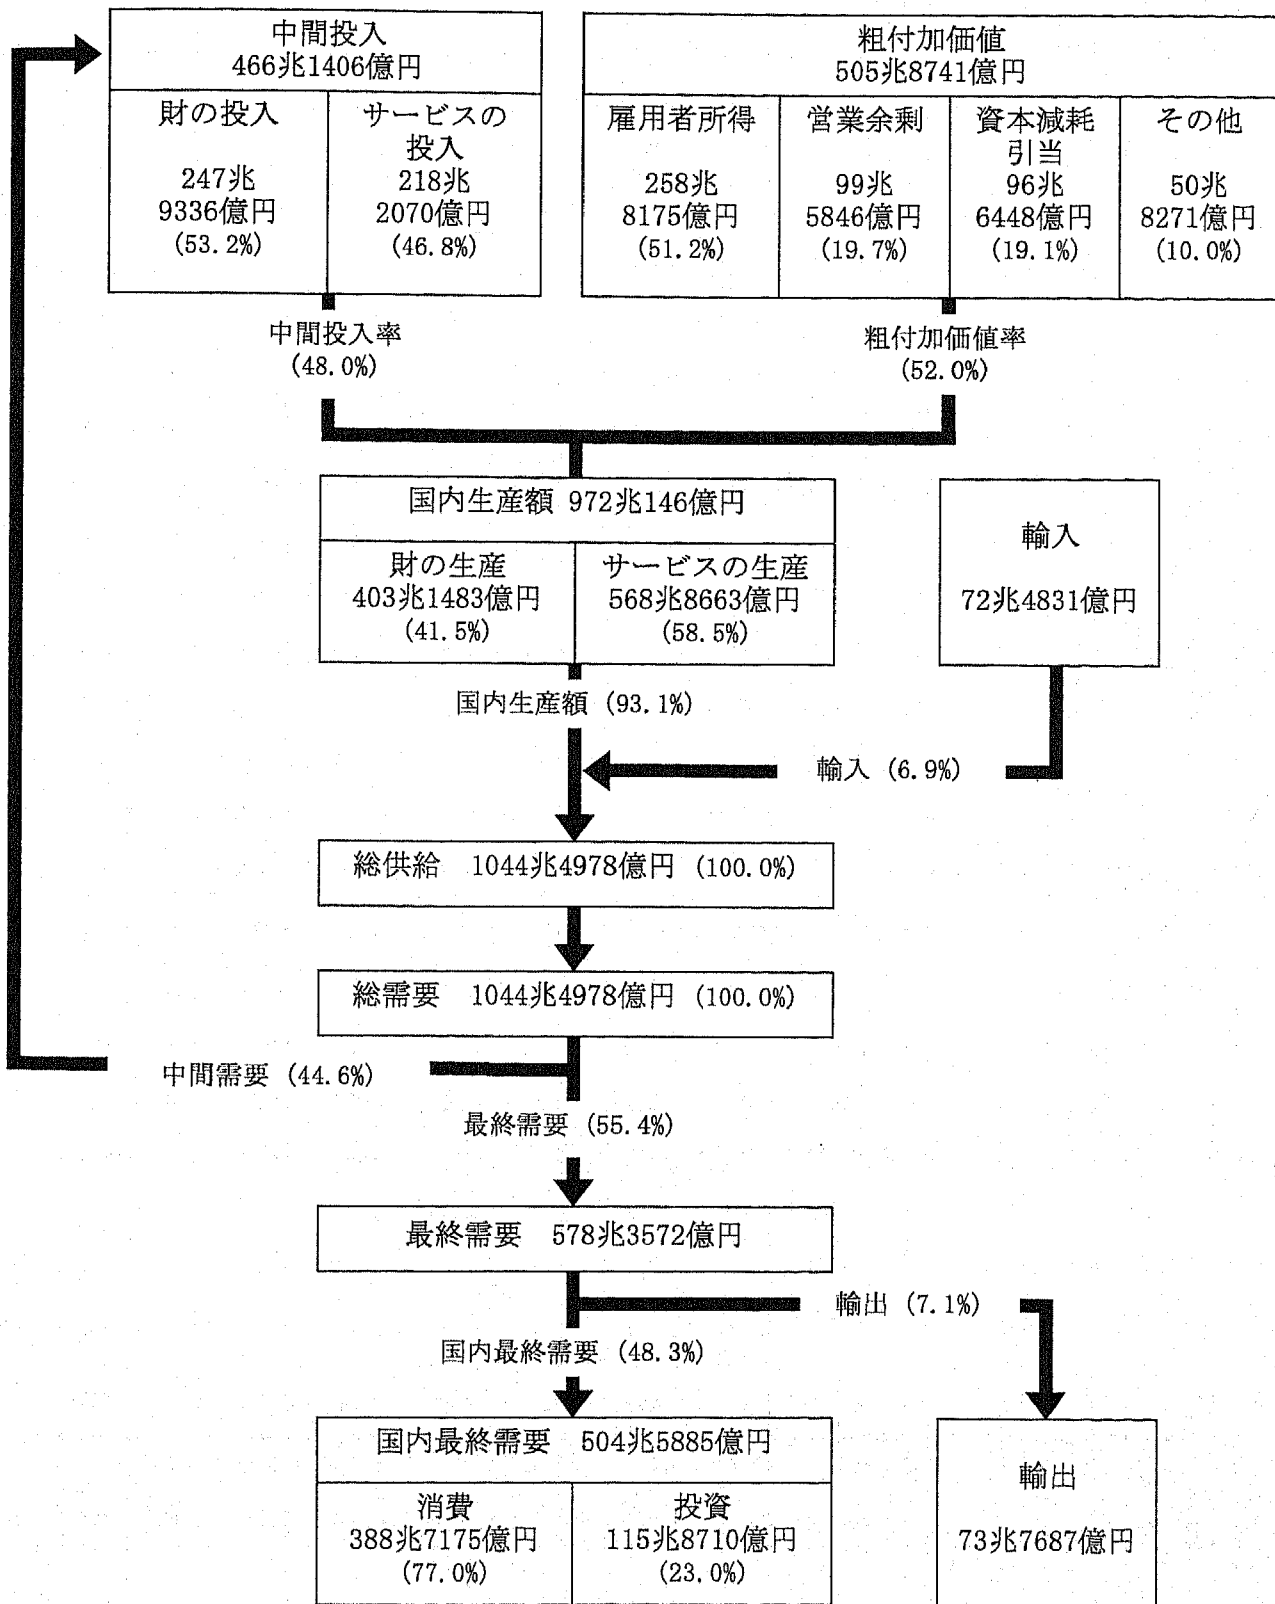 中間投入
466兆1406億円
財の投入
247兆
9336億円
(53.2%)
サービスの
投入
218兆
2070億円
(46.8%)
粗付加価値
505兆8741億円
雇用者所得
258兆
8175億円
(51.2%)
営業余剰
99兆
5846億円
(19.7%)
資本減耗
引当
96兆
6448億円
(19.1%)
その他
50兆
8271億円
(10.0%)
中間投入率
(48.0%)
粗付加価値率
(52.0%)
国内生産額 972兆146億円
財の生産
403兆1483億円
(41.5%)
サービスの生産
568兆8663億円
(58.5%)
輸入
72兆4831億円
国内生産額 (93.1%)
輸入 (6.9%)
総供給 1044兆4978億円 (100.0%)
総需要 1044兆4978億円 (100.0%)
中間需要 (44.6%)
最終需要 (55.4%)
最終需要 578兆3572億円
輸出 (7.1%)
国内最終需要 (48.3%)
国内最終需要 504兆5885億円
消費
388兆7175億円
(77.0%)
投資
115兆8710億円
(23.0%)
輸出
73兆7687億円